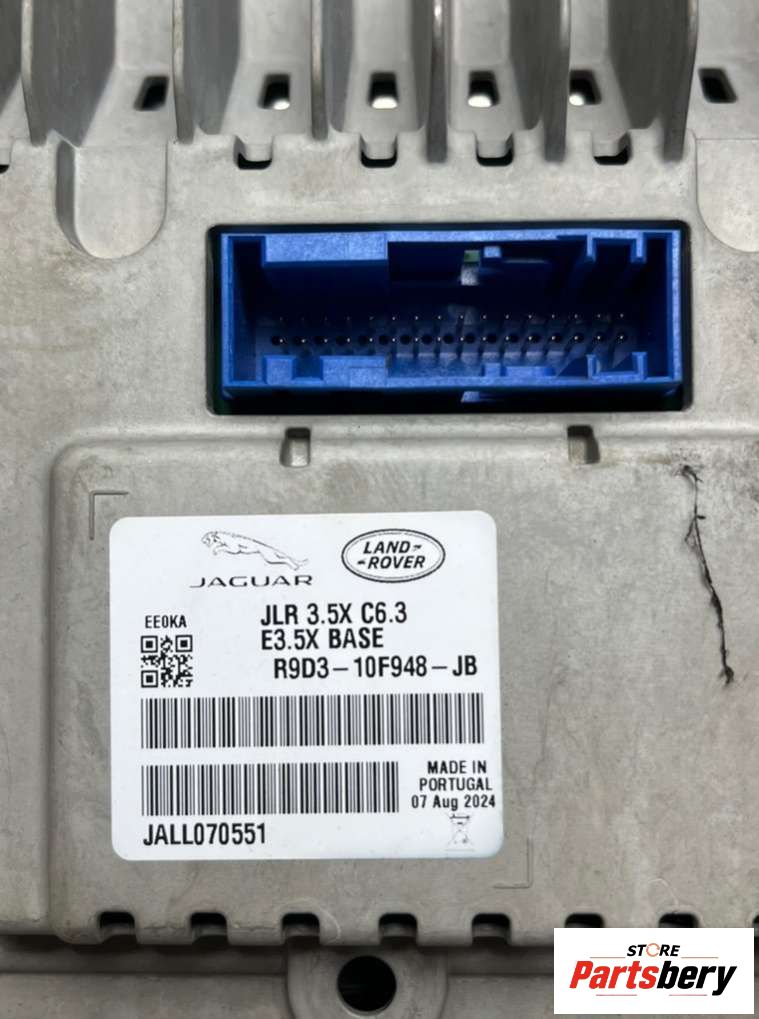 JAGUAR
LAND-
-ROVER
EE0KA
JLR 3.5X C6.3
E3.5X BASE
R9D3-10F948-JB
MADE IN
PORTUGAL
07 Aug 2024
JALL070551
STORE
Partsbery